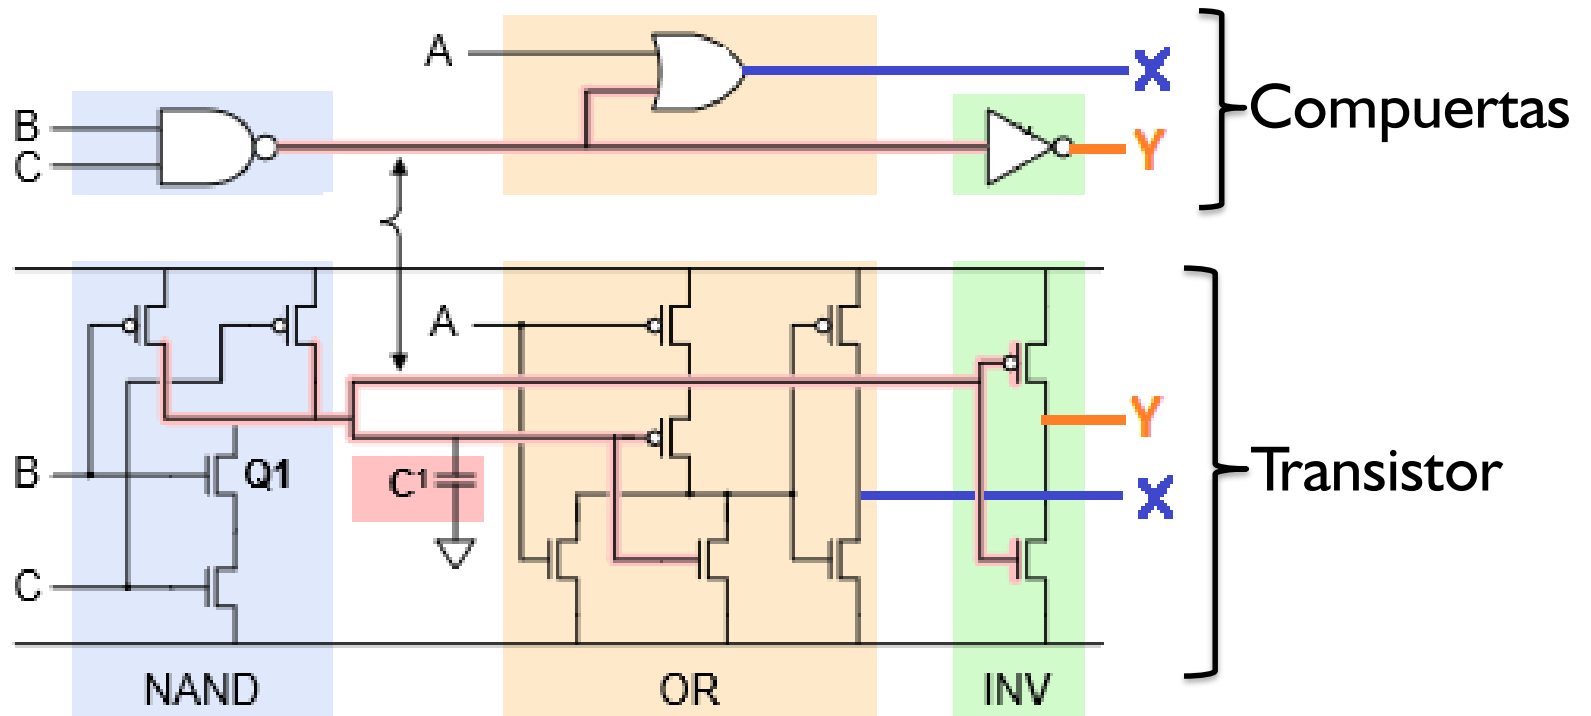 A
X
B
C
Y
Compuertas
A
B
Q1
C1
Y
X
C
Transistor
NAND
OR
INV